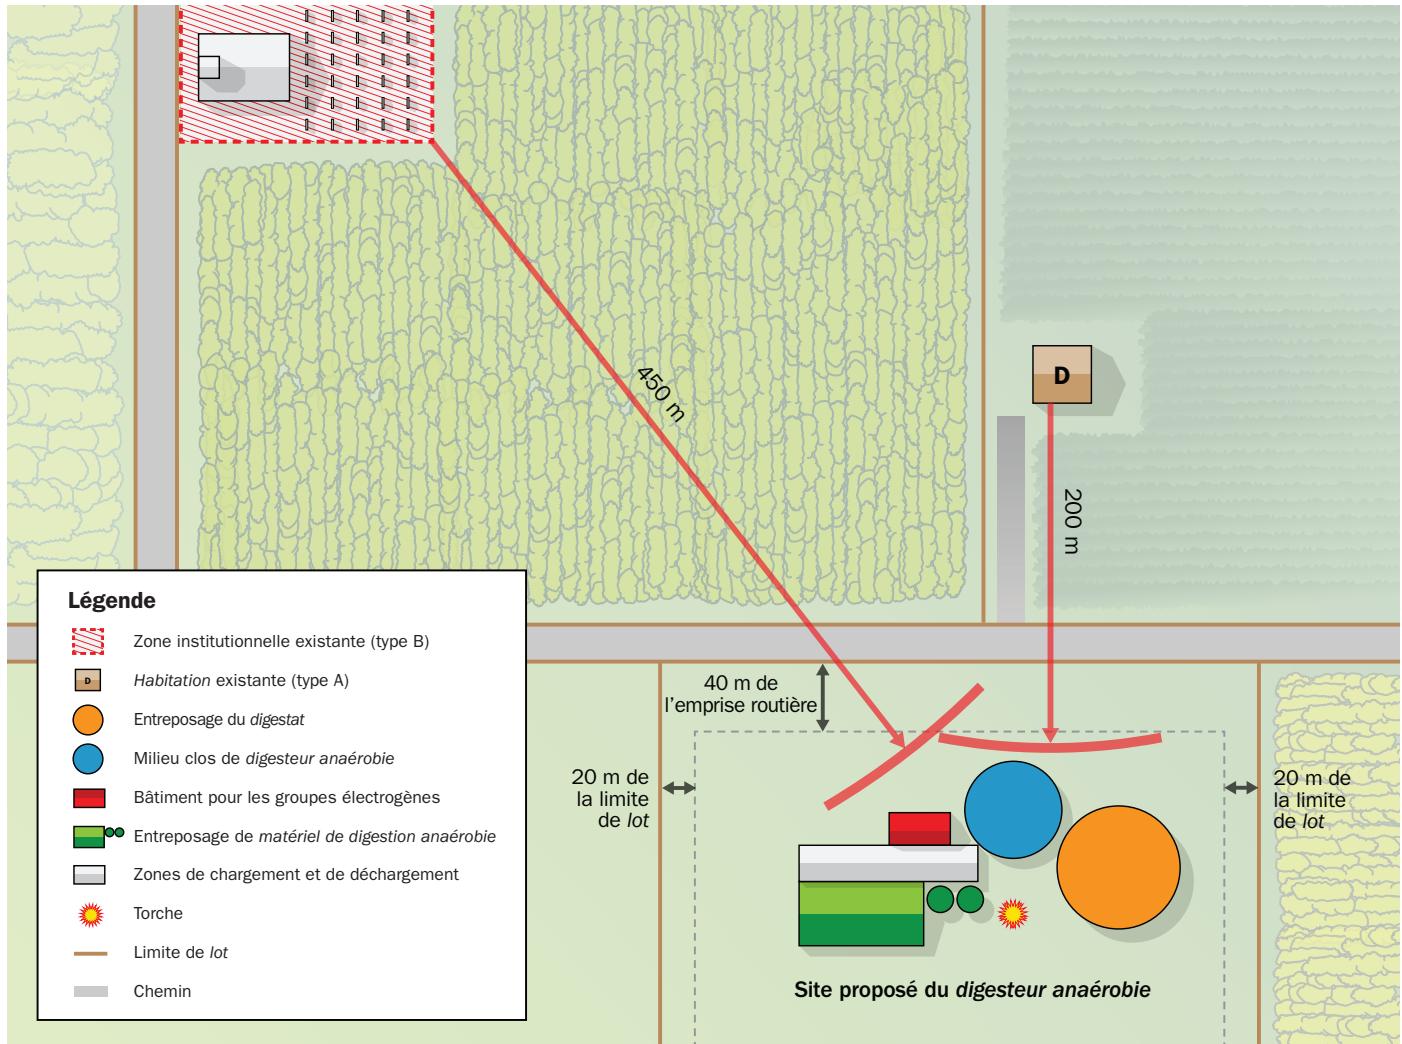 D
450 m
200 m
40 m de
l'emprise routière
20 m de
la limite
de lot
20 m de
la limite
de lot
Site proposé du digesteur anaérobie
Légende
Zone institutionnelle existante (type B)
D
Habitation existante (type A)
Entreposage du digestat
Milieu clos de digesteur anaérobie
Bâtiment pour les groupes électrogènes
Entreposage de matériel de digestion anaérobie
Zones de chargement et de déchargement
Torche
Limite de lot
Chemin